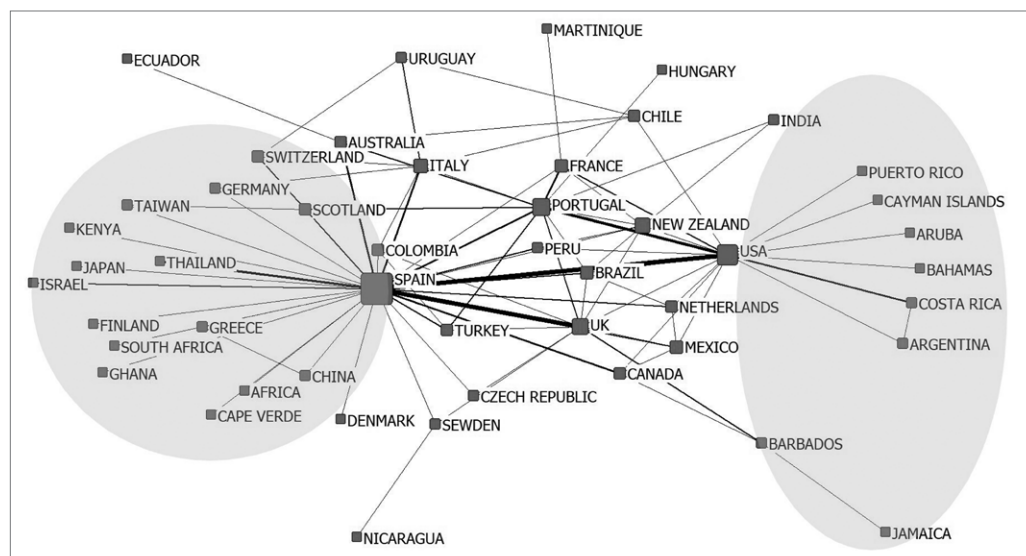 MARTINIQUE
ECUADOR
URUGUAY
HUNGARY
CHILE
INDIA
AUSTRALIA
SWITZERLAND
ITALY
FRANCE
PUERTO RICO
GERMANY
CAYMAN ISLANDS
TAIWAN
SCOTLAND
PORTUGAL
NEW ZEALAND
KENYA
ARUBA
COLOMBIA
PERU
USA
THAILAND
JAPAN
BAHAMAS
ISRAEL
SPAIN
BRAZIL
COSTA RICA
NETHERLANDS
FINLAND
GREECE
TURKEY
UK
SOUTH AFRICA
MEXICO
ARGENTINA
GHANA
CHINA
CANADA
AFRICA
CZECH REPUBLIC
CAPE VERDE
DENMARK
SEWDEN
BARBADOS
JAMAICA
NICARAGUA